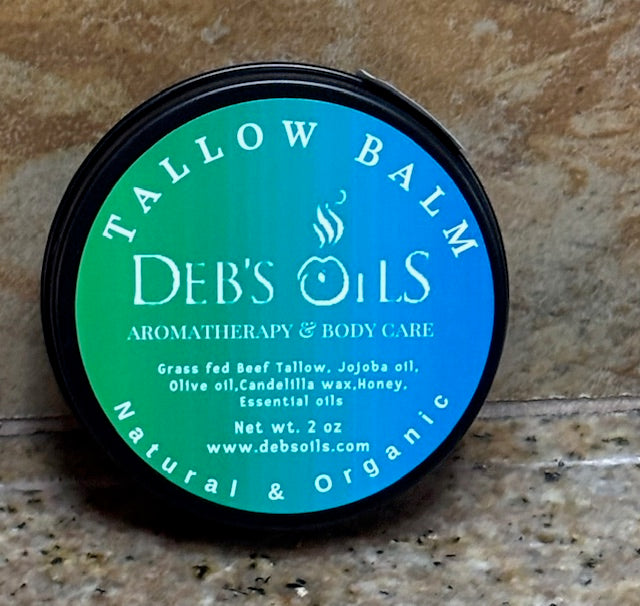 TALLOW BALM
DEB'S OILS
AROMATHERAPY & BODY CARE
Grass fed Beef Tallow, Jojoba oil,
Olive oil,Candelilla wax,Honey,
Essential oils
Net wt. 2 oz
www.debsoils.com
Natural & Organic